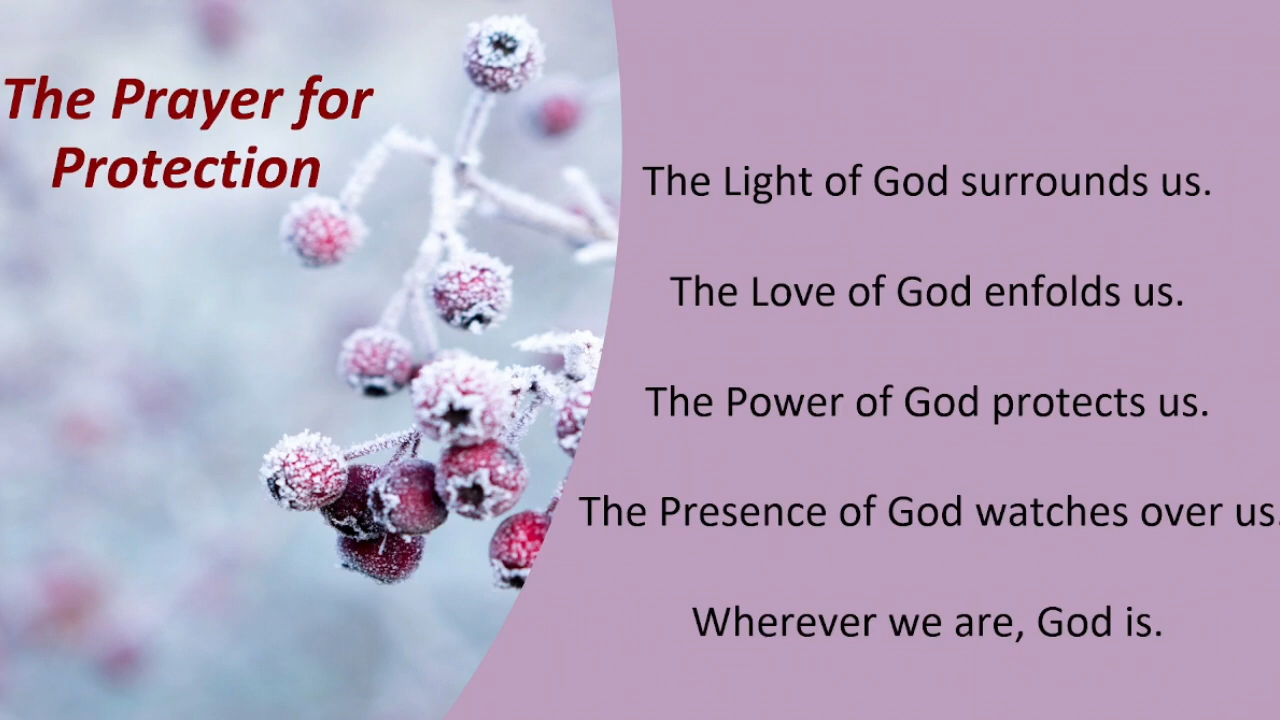 The Prayer for
Protection
The Light of God surrounds us.
The Love of God enfolds us.
The Power of God protects us.
The Presence of God watches over us.
Wherever we are, God is.